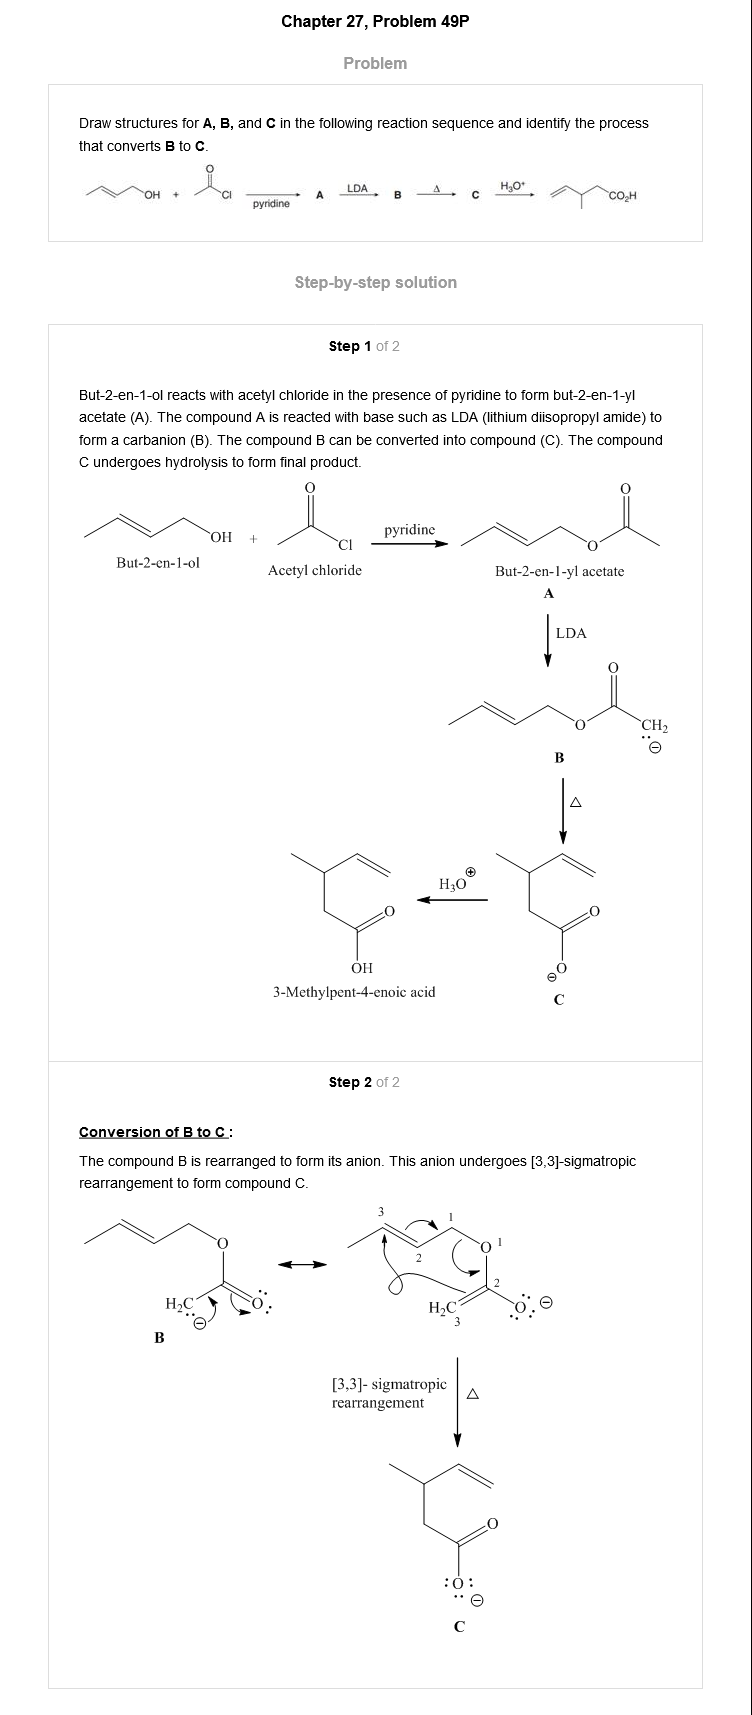 Chapter 27, Problem 49P
Problem
Draw structures for A, B, and C in the following reaction sequence and identify the process
that converts B to C.
OH + O Cl pyridine A LDA B Δ C H3O+ CO2H
Step-by-step solution
Step 1 of 2
But-2-en-1-ol reacts with acetyl chloride in the presence of pyridine to form but-2-en-1-yl
acetate (A). The compound A is reacted with base such as LDA (lithium diisopropyl amide) to
form a carbanion (B). The compound B can be converted into compound (C). The compound
C undergoes hydrolysis to form final product.
O O
OH + Cl pyridine O
But-2-en-1-ol Acetyl chloride But-2-en-1-yl acetate
A
LDA
O
O CH2
⊖
B
△
H3O⊕
O O
OH ⊖O
3-Methylpent-4-enoic acid C
Step 2 of 2
Conversion of B to C :
The compound B is rearranged to form its anion. This anion undergoes [3,3]-sigmatropic
rearrangement to form compound C.
3 1
O 2 O 1
2
H2C O H2C O ⊖
⊖ 3
B
[3,3]- sigmatropic
rearrangement △
O
:O:
⊖
C